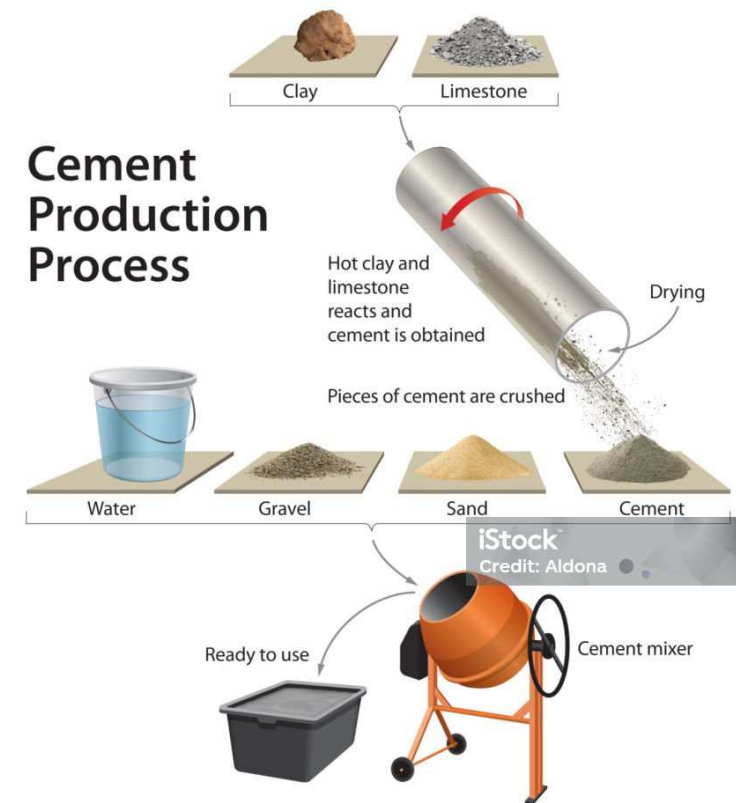 Clay
Limestone
Cement
Production
Process
Hot clay and
limestone
reacts and
cement is obtained
Drying
Pieces of cement are crushed
Water
Gravel
Sand
Cement
iStock™
Credit: Aldona
Ready to use
Cement mixer